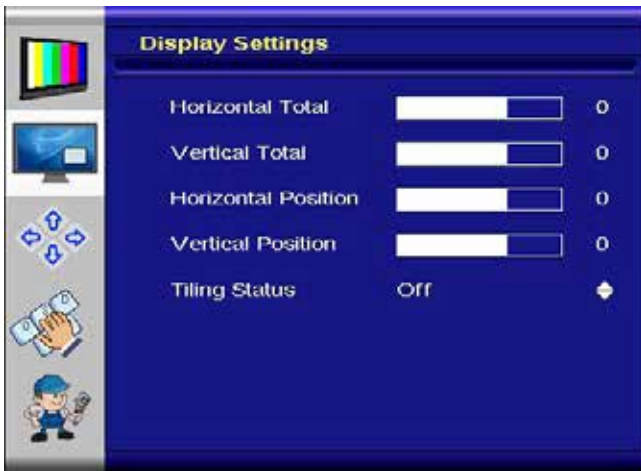 Display Settings
Horizontal Total 0
Vertical Total 0
Horizontal Position 0
Vertical Position 0
Tiling Status Off